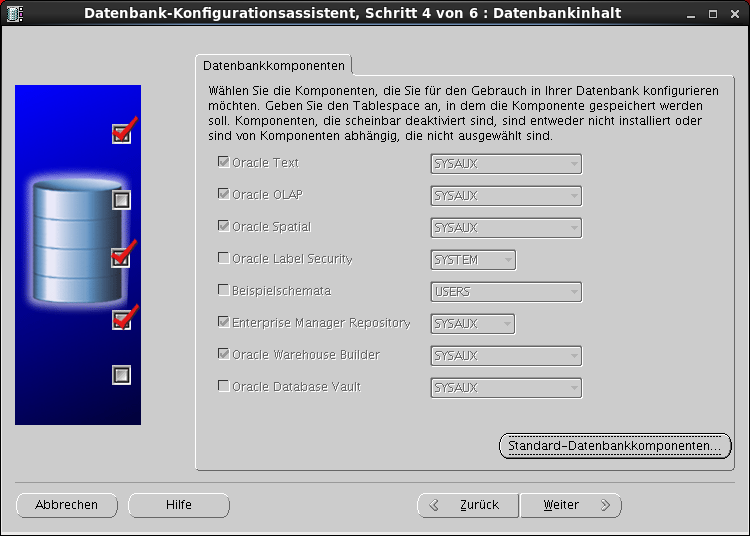 Datenbank-Konfigurationsassistent, Schritt 4 von 6 : Datenbankinhalt
Datenbankkomponenten
Wählen Sie die Komponenten, die Sie für den Gebrauch in Ihrer Datenbank konfigurieren
möchten. Geben Sie den Tablespace an, in dem die Komponente gespeichert werden
soll. Komponenten, die scheinbar deaktiviert sind, sind entweder nicht installiert oder
sind von Komponenten abhängig, die nicht ausgewählt sind.
Oracle Text SYSAUX
Oracle OLAP SYSAUX
Oracle Spatial SYSAUX
Oracle Label Security SYSTEM
Beispielschemata USERS
Enterprise Manager Repository SYSAUX
Oracle Warehouse Builder SYSAUX
Oracle Database Vault SYSAUX
Standard-Datenbankkomponenten...
Abbrechen Hilfe Zurück Weiter